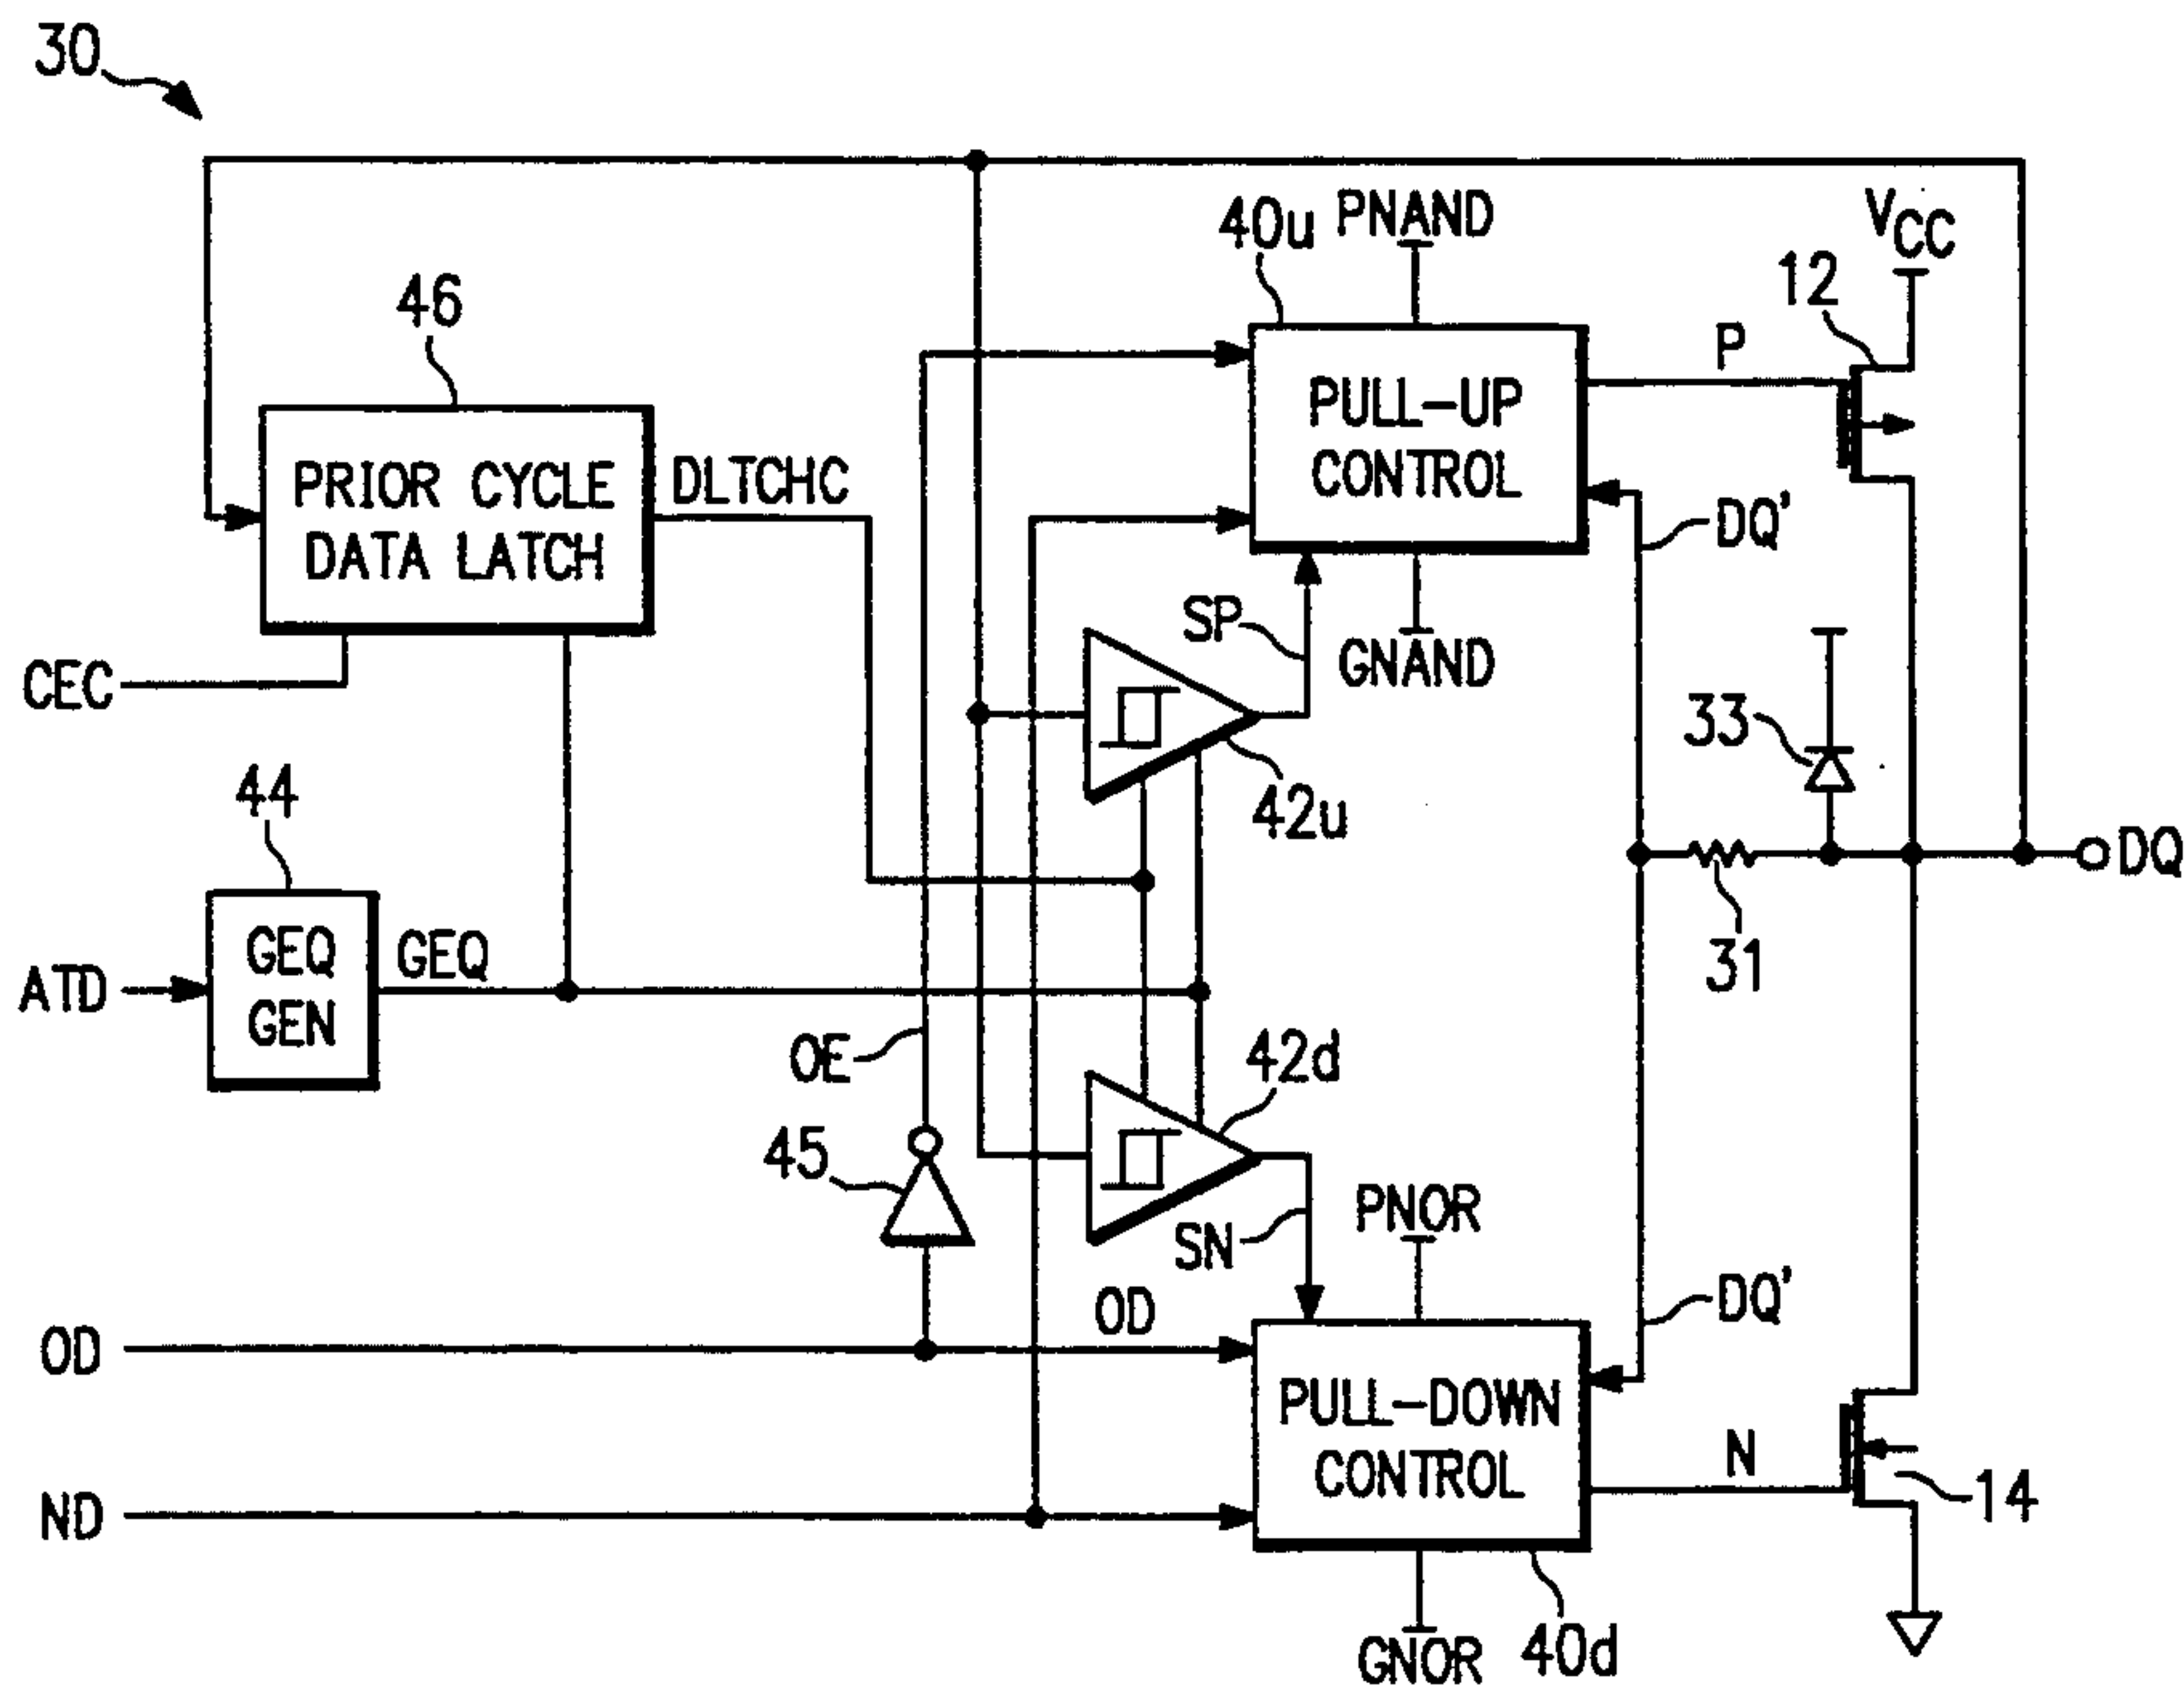 30
40u
PNAND
VCC
12
P
46
PULL-UP
CONTROL
PRIOR CYCLE
DATA LATCH
DLTCHC
DQ'
SP
GNAND
CEC
33
42u
44
DQ
GEQ
GEN
GEQ
31
ATD
OE
42d
45
SN
PNOR
DQ'
OD
OD
PULL-DOWN
CONTROL
N
14
ND
GNOR
40d